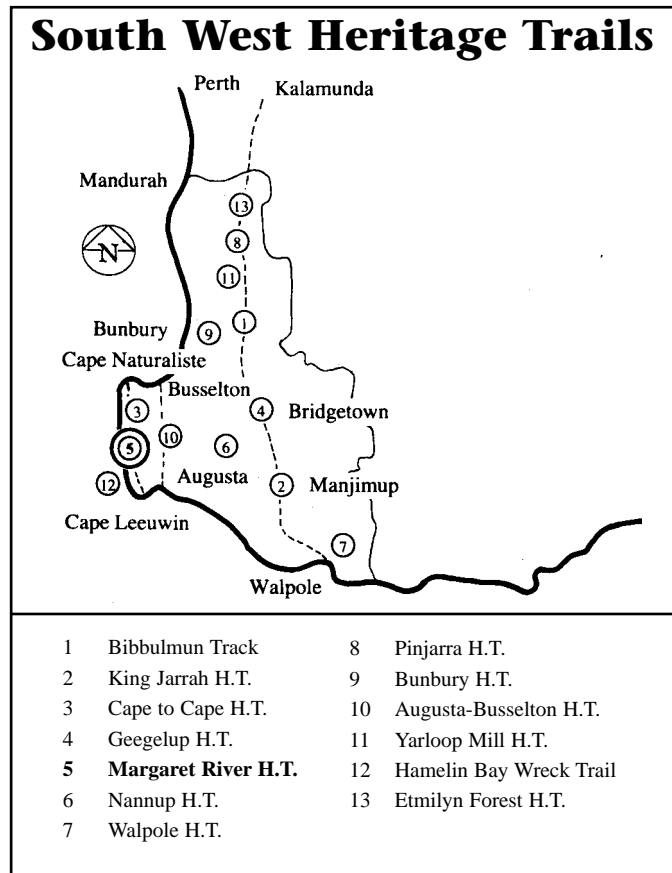 South West Heritage Trails
Perth
Kalamunda
Mandurah
13
N
8
11
1
Bunbury
9
Cape Naturaliste
Busselton
3
4
Bridgetown
5
10
6
Augusta
12
2
Manjimup
Cape Leeuwin
7
Walpole
1 Bibbulmun Track
2 King Jarrah H.T.
3 Cape to Cape H.T.
4 Geegelup H.T.
5 Margaret River H.T.
6 Nannup H.T.
7 Walpole H.T.
8 Pinjarra H.T.
9 Bunbury H.T.
10 Augusta-Busselton H.T.
11 Yarloop Mill H.T.
12 Hamelin Bay Wreck Trail
13 Etmilyn Forest H.T.